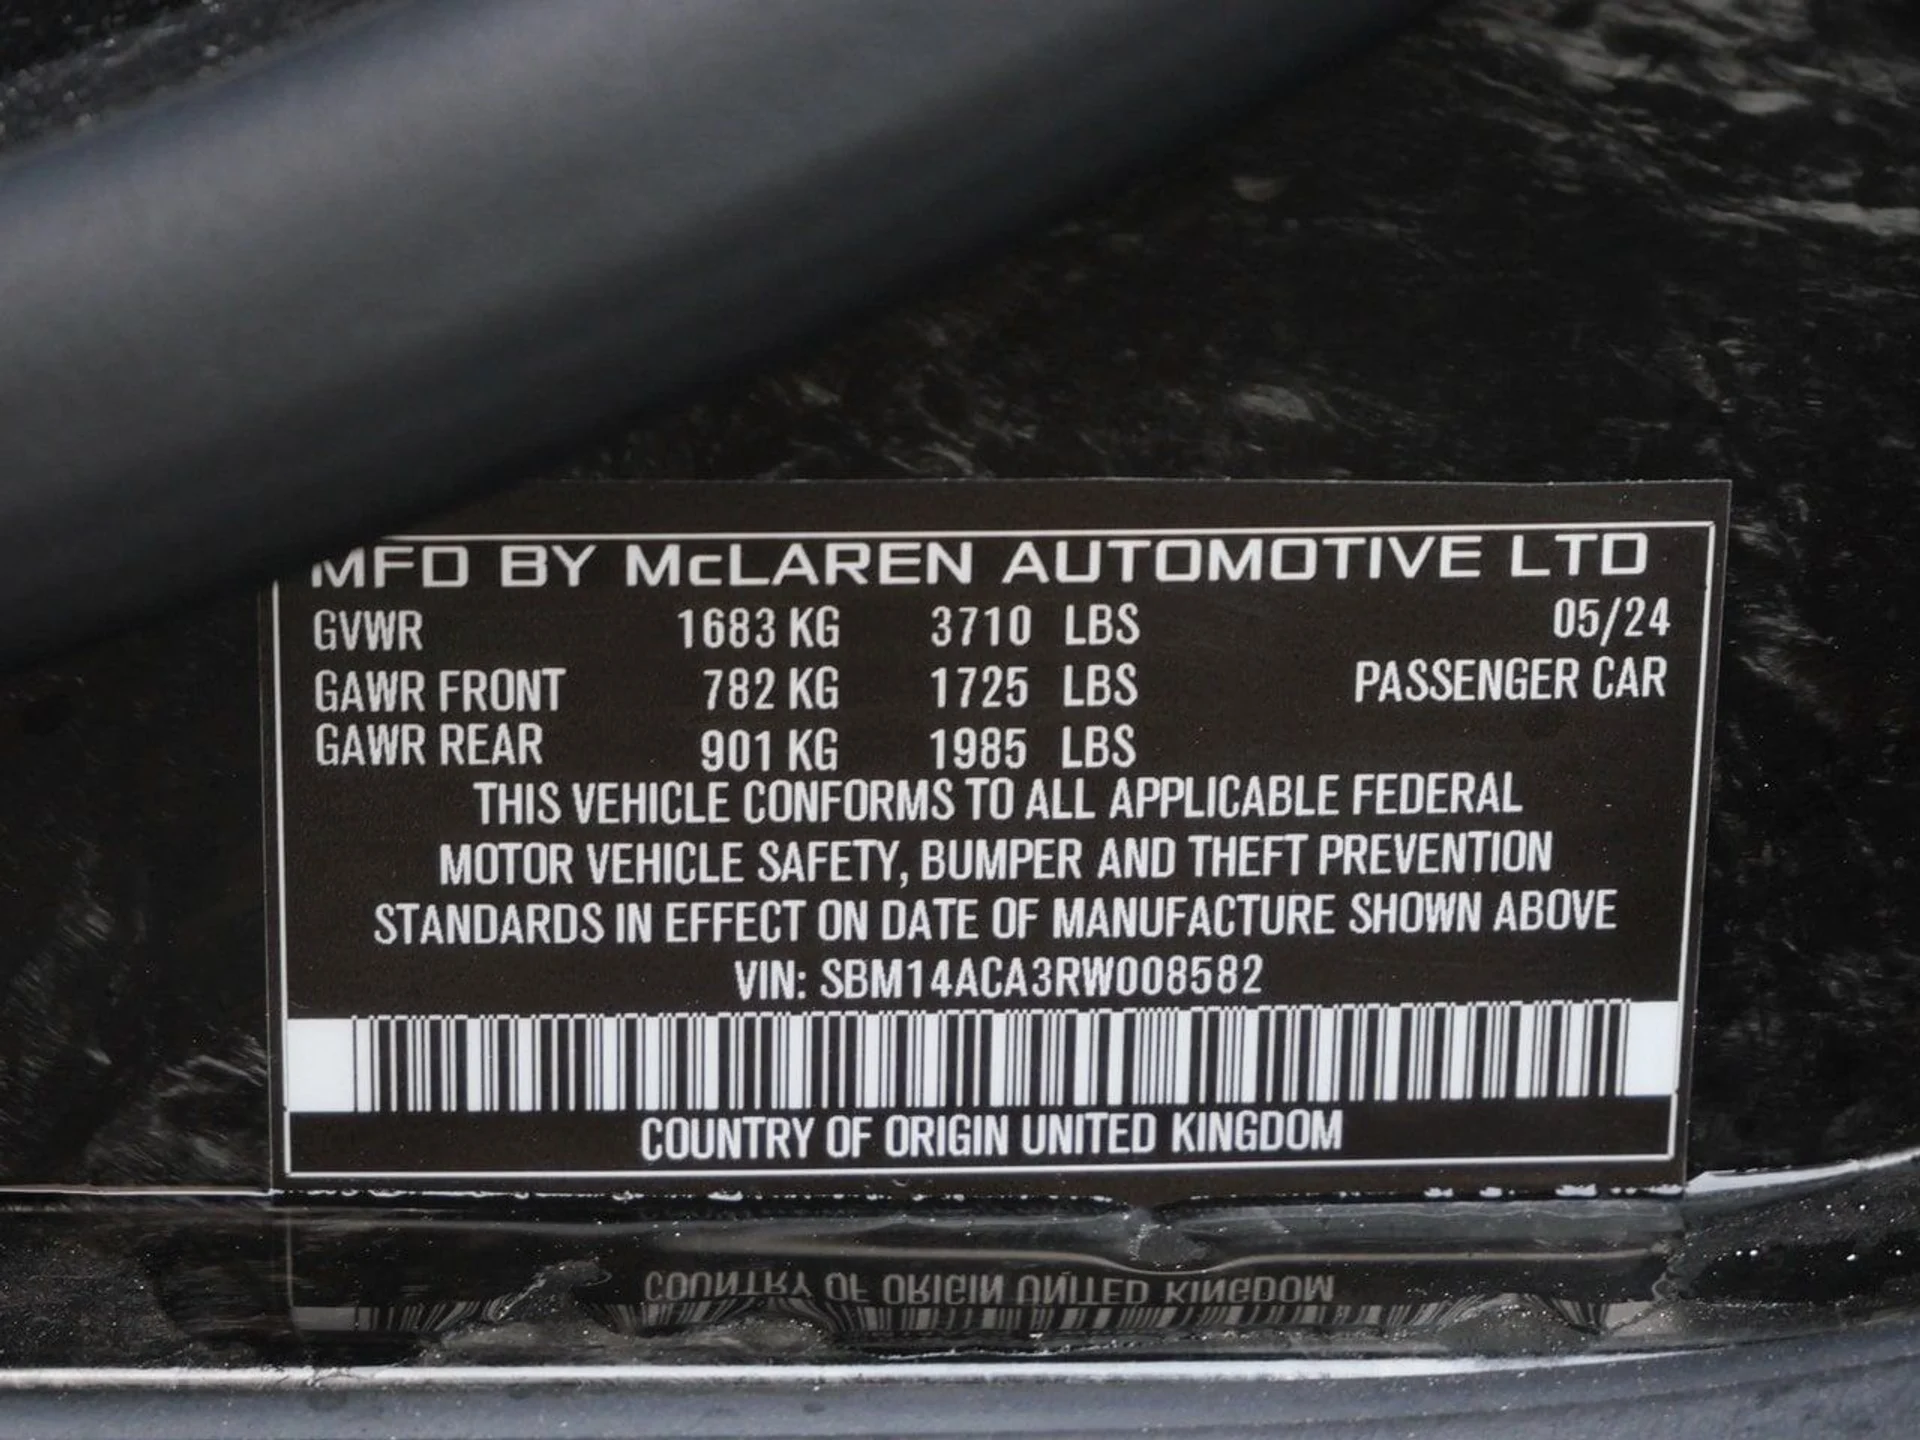 MFD BY McLAREN AUTOMOTIVE LTD
GVWR 1683 KG 3710 LBS 05/24
GAWR FRONT 782 KG 1725 LBS PASSENGER CAR
GAWR REAR 901 KG 1985 LBS
THIS VEHICLE CONFORMS TO ALL APPLICABLE FEDERAL
MOTOR VEHICLE SAFETY, BUMPER AND THEFT PREVENTION
STANDARDS IN EFFECT ON DATE OF MANUFACTURE SHOWN ABOVE
VIN: SBM14ACA3RW008582
COUNTRY OF ORIGIN UNITED KINGDOM